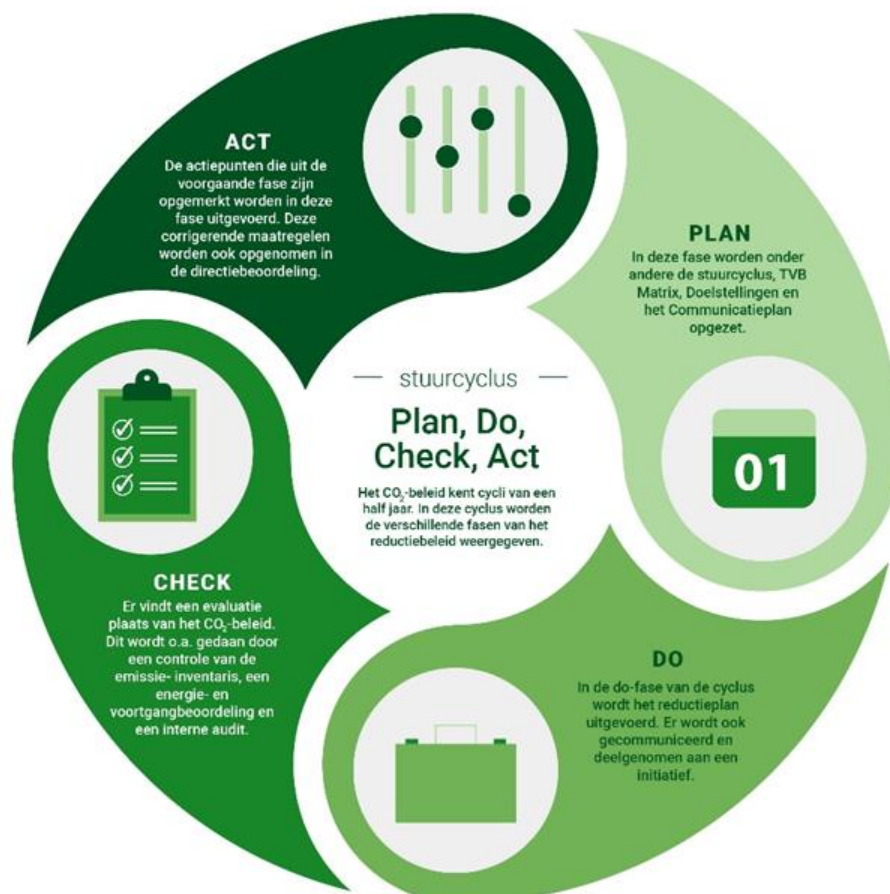 ACT
De actiepunten die uit de
voorgaande fase zijn
opgemerkt worden in deze
fase uitgevoerd. Deze
corrigerende maatregelen
worden ook opgenomen in
de directiebeoordeling.
PLAN
In deze fase worden onder
andere de stuurcyclus, TVB
Matrix, Doelstellingen en
het Communicatieplan
opgezet.
01
stuurcyclus
Plan, Do,
Check, Act
Het CO₂-beleid kent cycli van een
half jaar. In deze cyclus worden
de verschillende fasen van het
reductiebeleid weergegeven.
CHECK
Er vindt een evaluatie
plaats van het CO₂-beleid.
Dit wordt o.a. gedaan door
een controle van de
emissie- inventaris, een
energie- en
voortgangbeoordeling en
een interne audit.
DO
In de do-fase van de cyclus
wordt het reductieplan
uitgevoerd. Er wordt ook
gecommuniceerd en
deelgenomen aan een
initiatief.